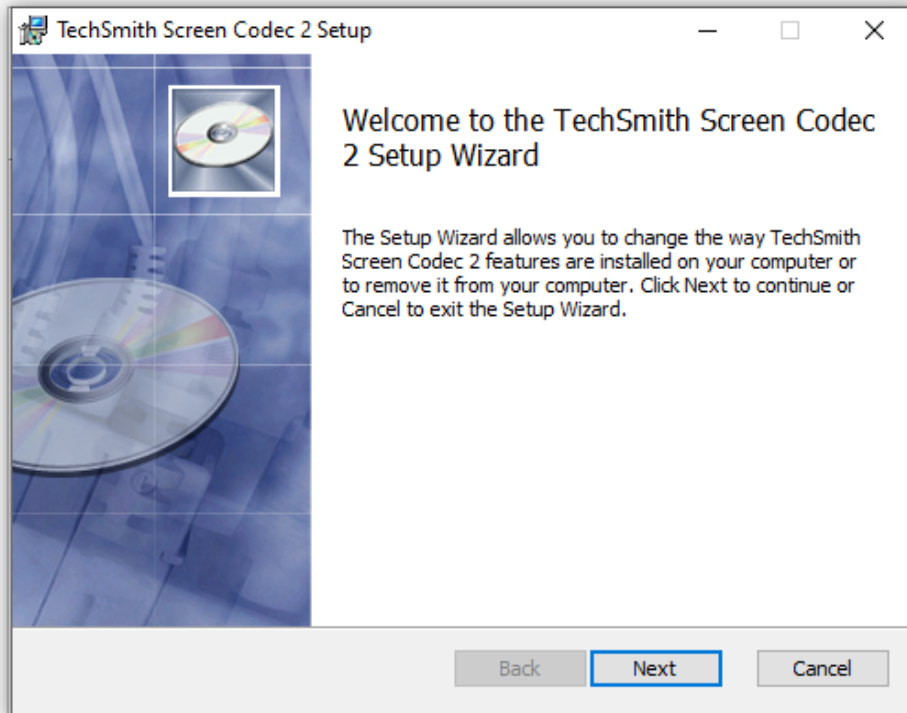 TechSmith Screen Codec 2 Setup
Welcome to the TechSmith Screen Codec
2 Setup Wizard
The Setup Wizard allows you to change the way TechSmith
Screen Codec 2 features are installed on your computer or
to remove it from your computer. Click Next to continue or
Cancel to exit the Setup Wizard.
Back Next Cancel